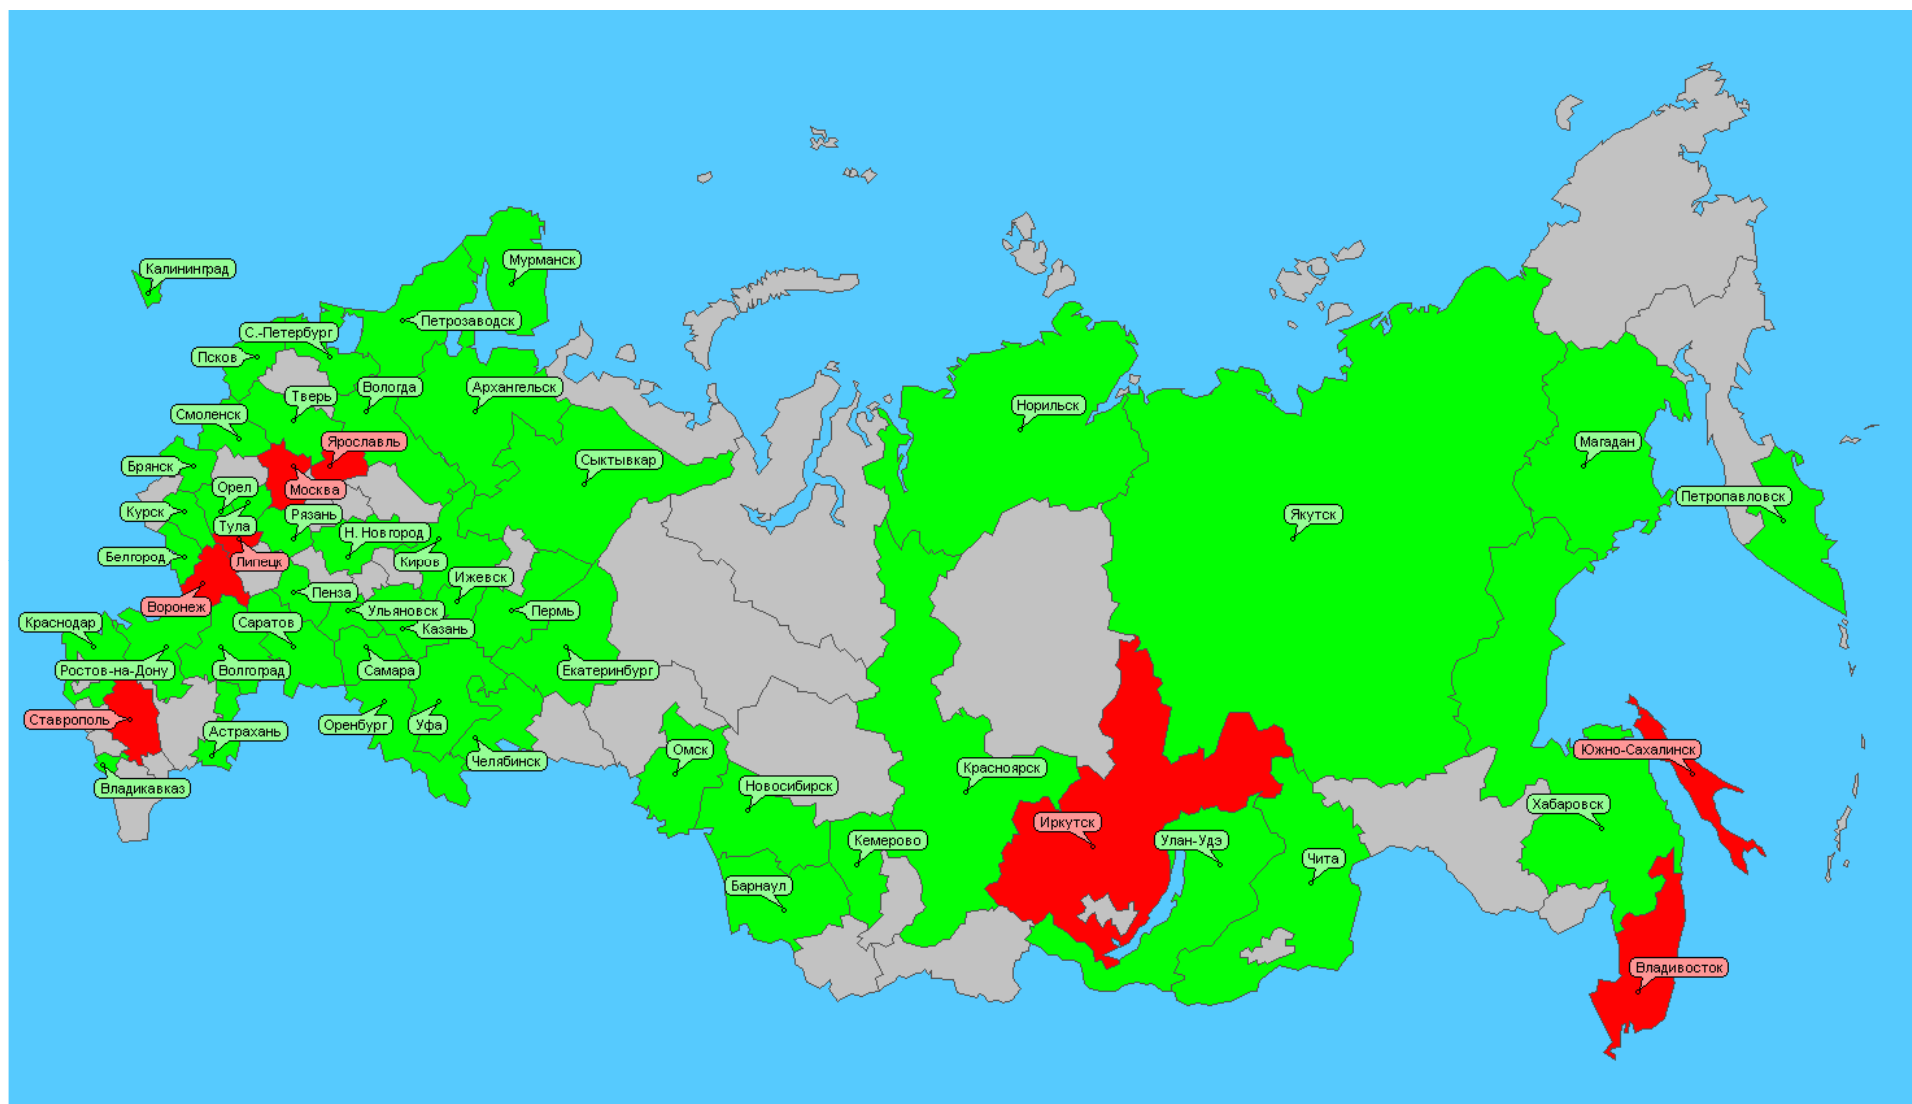 Мурманск
Калининград
Петрозаводск
С.-Петербург
Псков
Вологда
Архангельск
Тверь
Норильск
Смоленск
Ярославль
Магадан
Брянск
Сыктывкар
Орел
Москва
Петропавловск
Курск
Рязань
Якутск
Тула
Н. Новгород
Белгород
Липецк
Киров
Ижевск
Пенза
Воронеж
Ульяновск
Пермь
Краснодар
Саратов
Казань
Ростов-на-Дону
Волгоград
Самара
Екатеринбург
Ставрополь
Оренбург
Уфа
Астрахань
Омск
Южно-Сахалинск
Челябинск
Красноярск
Владикавказ
Новосибирск
Хабаровск
Иркутск
Кемерово
Улан-Удэ
Чита
Барнаул
Владивосток